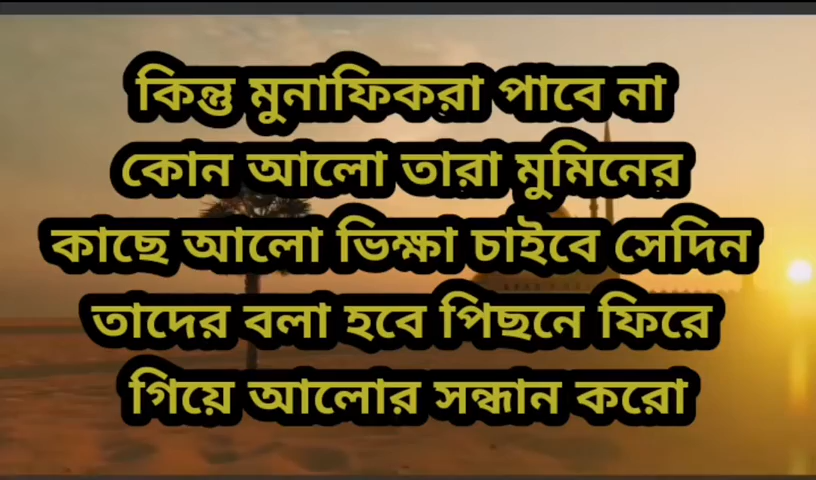 কিন্তু মুনাফিকরা পাবে না
কোন আলো তারা মুমিনের
কাছে আলো ভিক্ষা চাইবে সেদিন
তাদের বলা হবে পিছনে ফিরে
গিয়ে আলোর সন্ধান করো